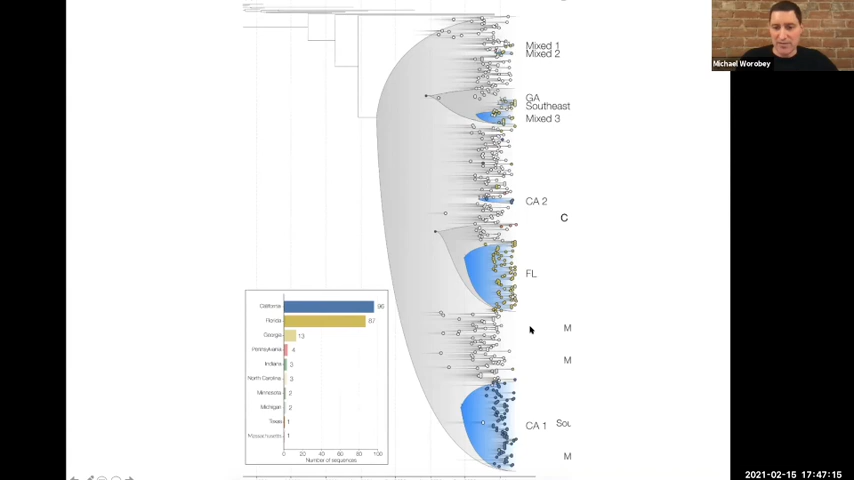 Michael Worobey
Mixed 1
Mixed 2
GA
Southeast
Mixed 3
CA 2
C
FL
M
M
CA 1
Sou
M
California 96
Florida 87
Georgia 13
Pennsylvania 4
Indiana 3
North Carolina 3
Minnesota 2
Michigan 2
Texas 1
Massachusetts 1
0 20 40 60 80 100
Number of sequences
2021-02-15 17:47:15